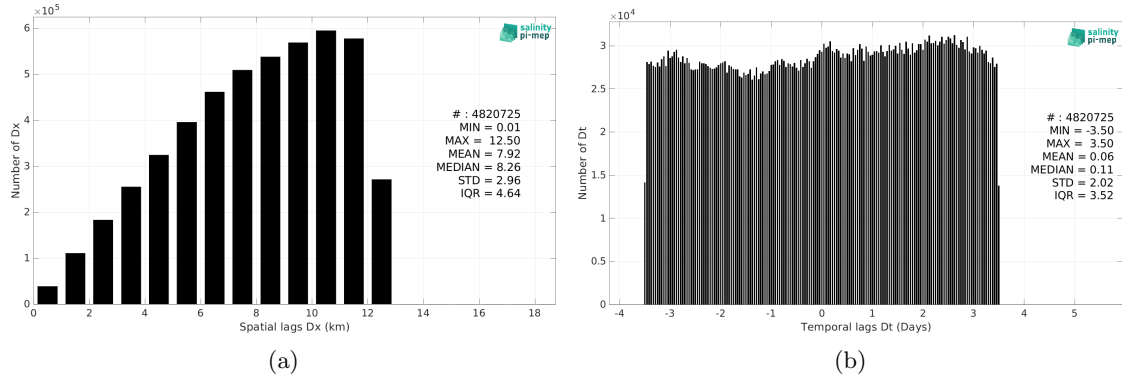 ×10⁵
6
5
4
3
2
1
0
Number of Dx
0 2 4 6 8 10 12 14 16 18
Spatial lags Dx (km)
salinity
pi-mep
# : 4820725
MIN = 0.01
MAX = 12.50
MEAN = 7.92
MEDIAN = 8.26
STD = 2.96
IQR = 4.64
(a)
×10⁴
3
2.5
2
1.5
1
0.5
0
Number of Dt
-4 -3 -2 -1 0 1 2 3 4 5
Temporal lags Dt (Days)
salinity
pi-mep
# : 4820725
MIN = -3.50
MAX = 3.50
MEAN = 0.06
MEDIAN = 0.11
STD = 2.02
IQR = 3.52
(b)